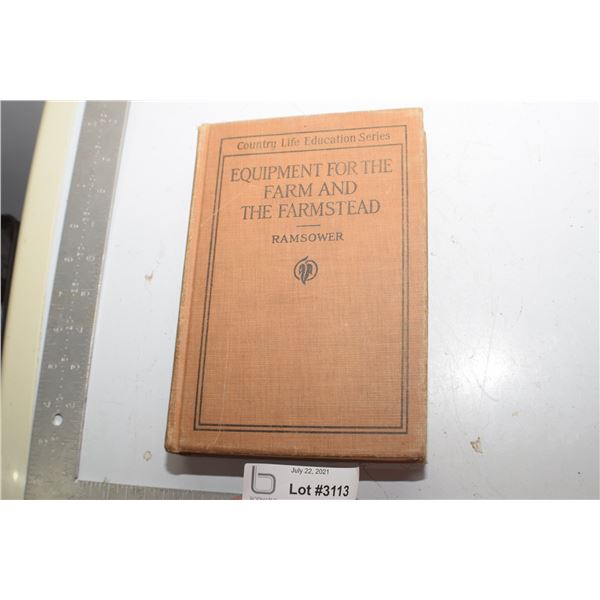 Country Life Education Series
EQUIPMENT FOR THE
FARM AND
THE FARMSTEAD
RAMSOWER
July 22, 2021
Lot #3113